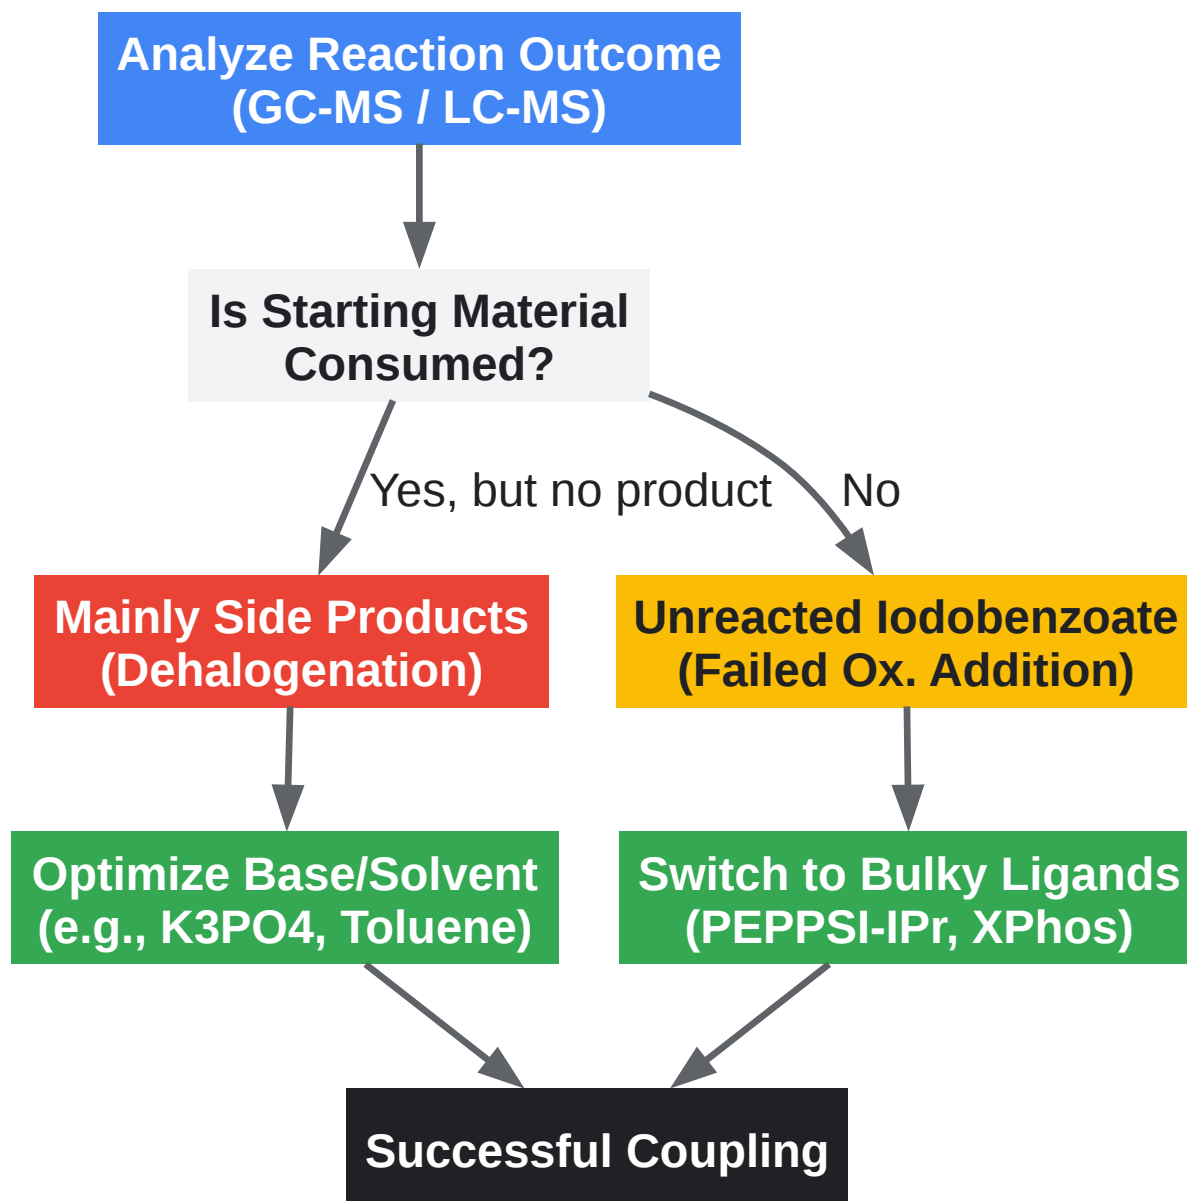 Analyze Reaction Outcome
(GC-MS / LC-MS)
Is Starting Material
Consumed?
Yes, but no product
No
Mainly Side Products
(Dehalogenation)
Unreacted Iodobenzoate
(Failed Ox. Addition)
Optimize Base/Solvent
(e.g., K3PO4, Toluene)
Switch to Bulky Ligands
(PEPPSI-IPr, XPhos)
Successful Coupling